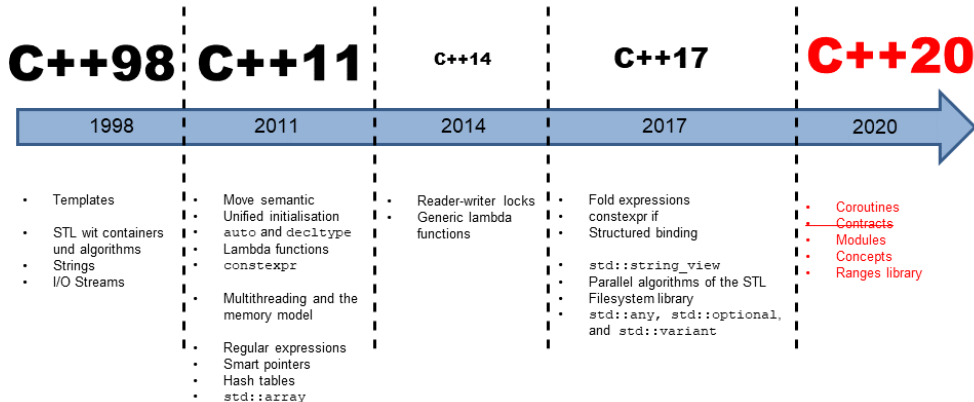 C++98
C++11
C++14
C++17
C++20
1998
2011
2014
2017
2020
• Templates
• STL wit containers
und algorithms
• Strings
• I/O Streams
• Move semantic
• Unified initialisation
• auto and decltype
• Lambda functions
• constexpr
• Multithreading and the
memory model
• Regular expressions
• Smart pointers
• Hash tables
• std::array
• Reader-writer locks
• Generic lambda
functions
• Fold expressions
• constexpr if
• Structured binding
• std::string_view
• Parallel algorithms of the STL
• Filesystem library
• std::any, std::optional,
and std::variant
• Coroutines
• Contracts
• Modules
• Concepts
• Ranges library